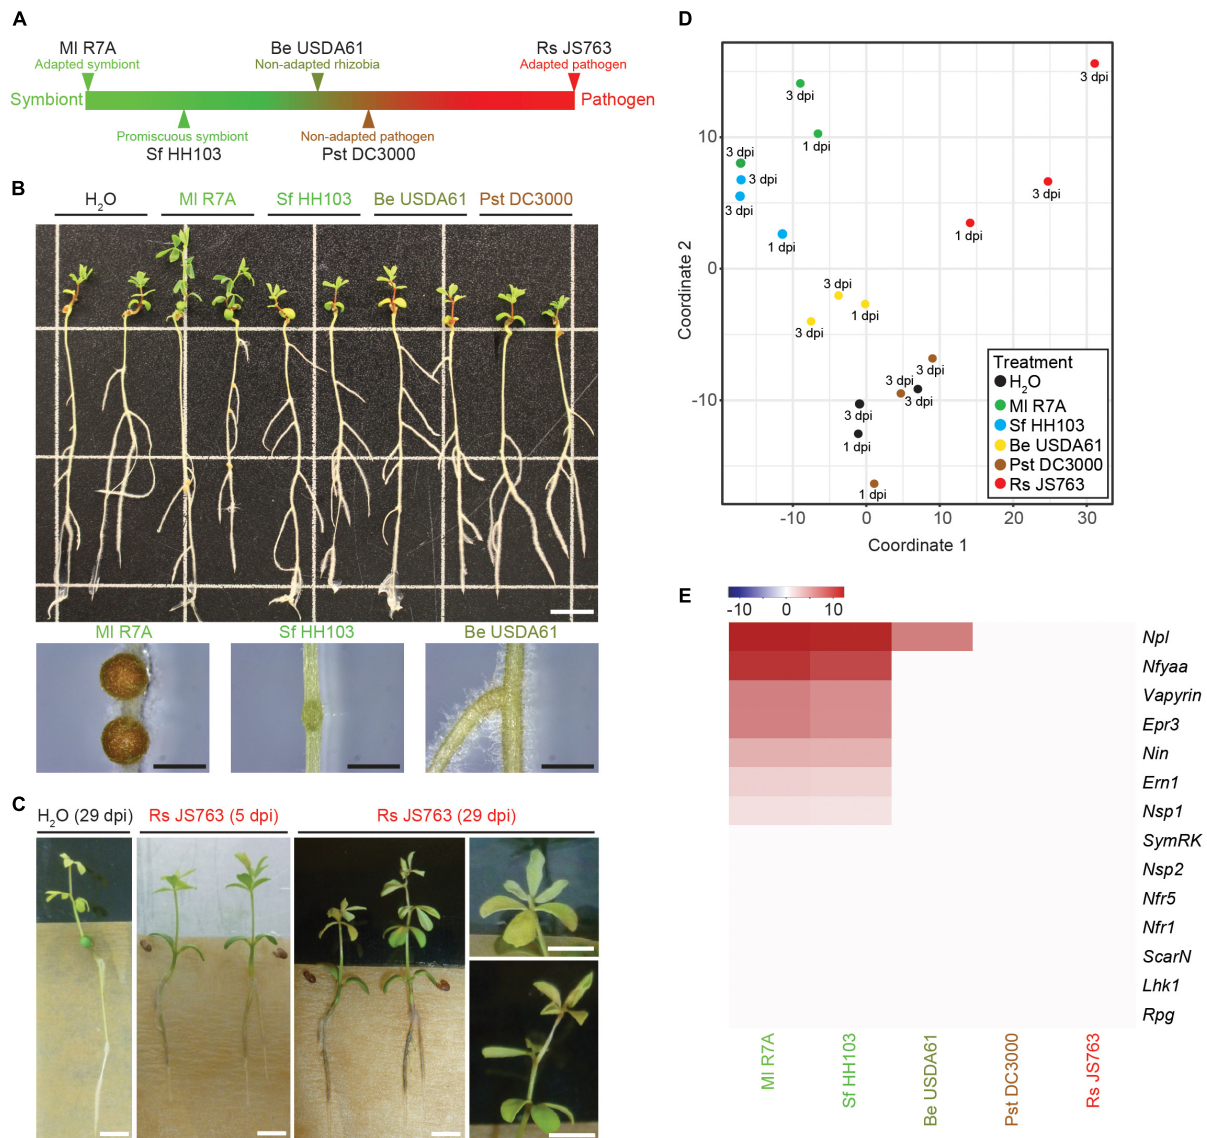 A
Ml R7A
Be USDA61
Rs JS763
Adapted symbiont
Non-adapted rhizobia
Adapted pathogen
Symbiont
Pathogen
Promiscuous symbiont
Non-adapted pathogen
Sf HH103
Pst DC3000
B
H2O
Ml R7A
Sf HH103
Be USDA61
Pst DC3000
Ml R7A
Sf HH103
Be USDA61
C
H2O (29 dpi)
Rs JS763 (5 dpi)
Rs JS763 (29 dpi)
D
Coordinate 2
10
0
-10
3 dpi
3 dpi
1 dpi
3 dpi
3 dpi
3 dpi
3 dpi
1 dpi
1 dpi
3 dpi
1 dpi
3 dpi
3 dpi
3 dpi
3 dpi
3 dpi
1 dpi
1 dpi
Treatment
H2O
Ml R7A
Sf HH103
Be USDA61
Pst DC3000
Rs JS763
-10
0
10
20
30
Coordinate 1
E
-10
0
10
Npl
Nfyaa
Vapyrin
Epr3
Nin
Ern1
Nsp1
SymRK
Nsp2
Nfr5
Nfr1
ScarN
Lhk1
Rpg
Ml R7A
Sf HH103
Be USDA61
Pst DC3000
Rs JS763